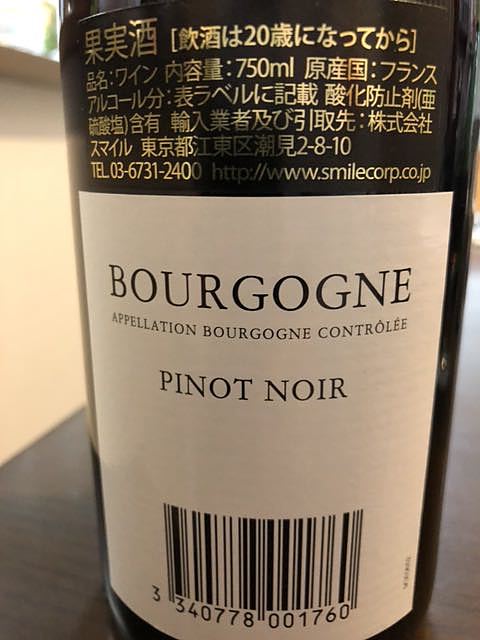 果実酒 [飲酒は20歳になってから]
品名:ワイン 内容量:750ml 原産国:フランス
アルコール分:表ラベルに記載 酸化防止剤(亜
硫酸塩)含有 輸入業者及び引取先:株式会社
スマイル 東京都江東区潮見2-8-10
TEL 03-6731-2400 http://www.smilecorp.co.jp
BOURGOGNE
APPELLATION BOURGOGNE CONTRÔLÉE
PINOT NOIR
3 340778 001760